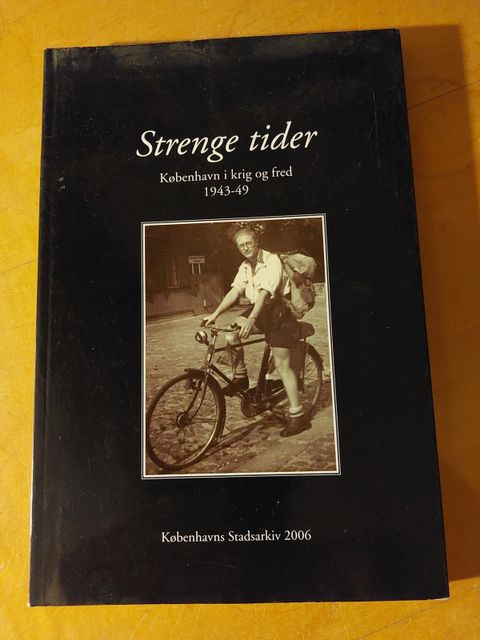 Strenge tider
København i krig og fred
1943-49
Københavns Stadsarkiv 2006